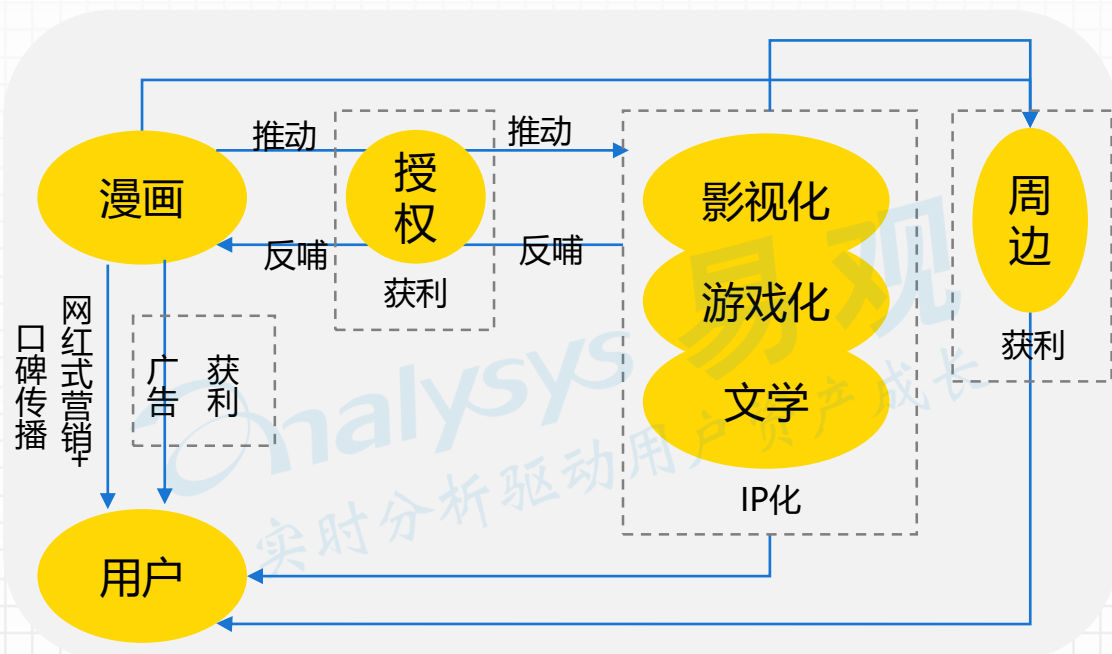 推动
推动
漫画
授
权
影视化
周
边
反哺
反哺
获利
游戏化
获利
网红式营销+
口碑传播
广告
获利
文学
IP化
用户
analysys 易观
实时分析驱动用户资产成长